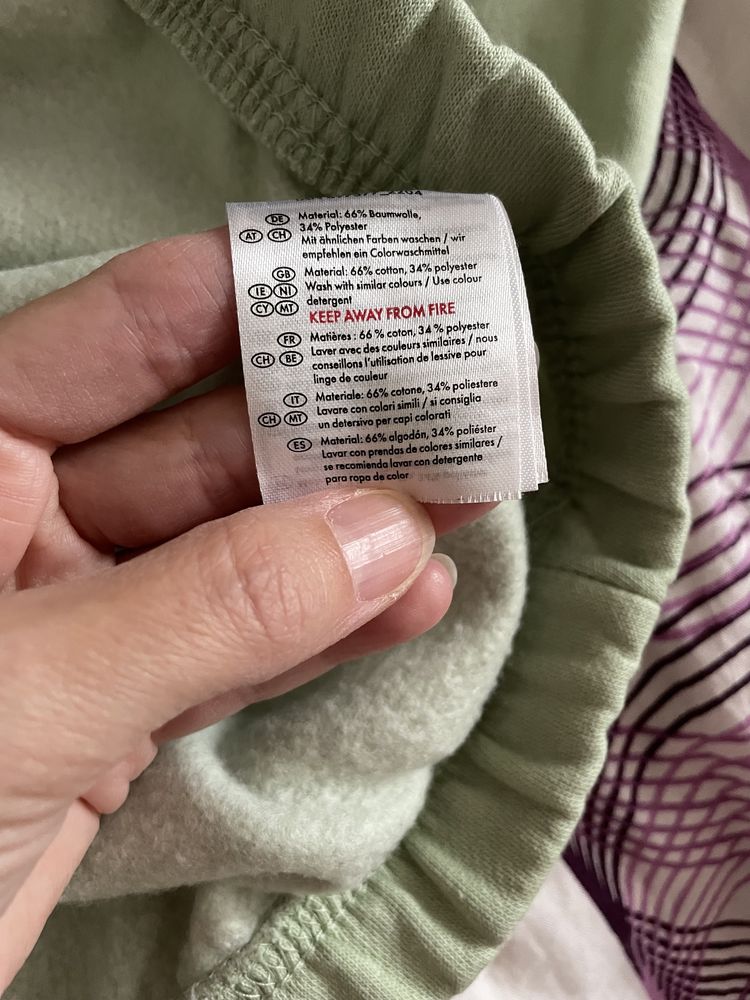 DE Material: 66% Baumwolle,
34% Polyester
AT CH Mit ähnlichen Farben waschen / wir
empfehlen ein Colorwaschmittel
GB Material: 66% cotton, 34% polyester
IE NI Wash with similar colours / Use colour
detergent
CY MT KEEP AWAY FROM FIRE
FR Matières : 66 % coton, 34 % polyester
CH BE Laver avec des couleurs similaires / nous
conseillons l'utilisation de lessive pour
linge de couleur
IT Materiale: 66% cotone, 34% poliestere
CH MT Lavare con colori simili / si consiglia
un detersivo per capi colorati
ES Material: 66% algodón, 34% poliéster
Lavar con prendas de colores similares /
se recomienda lavar con detergente
para ropa de color